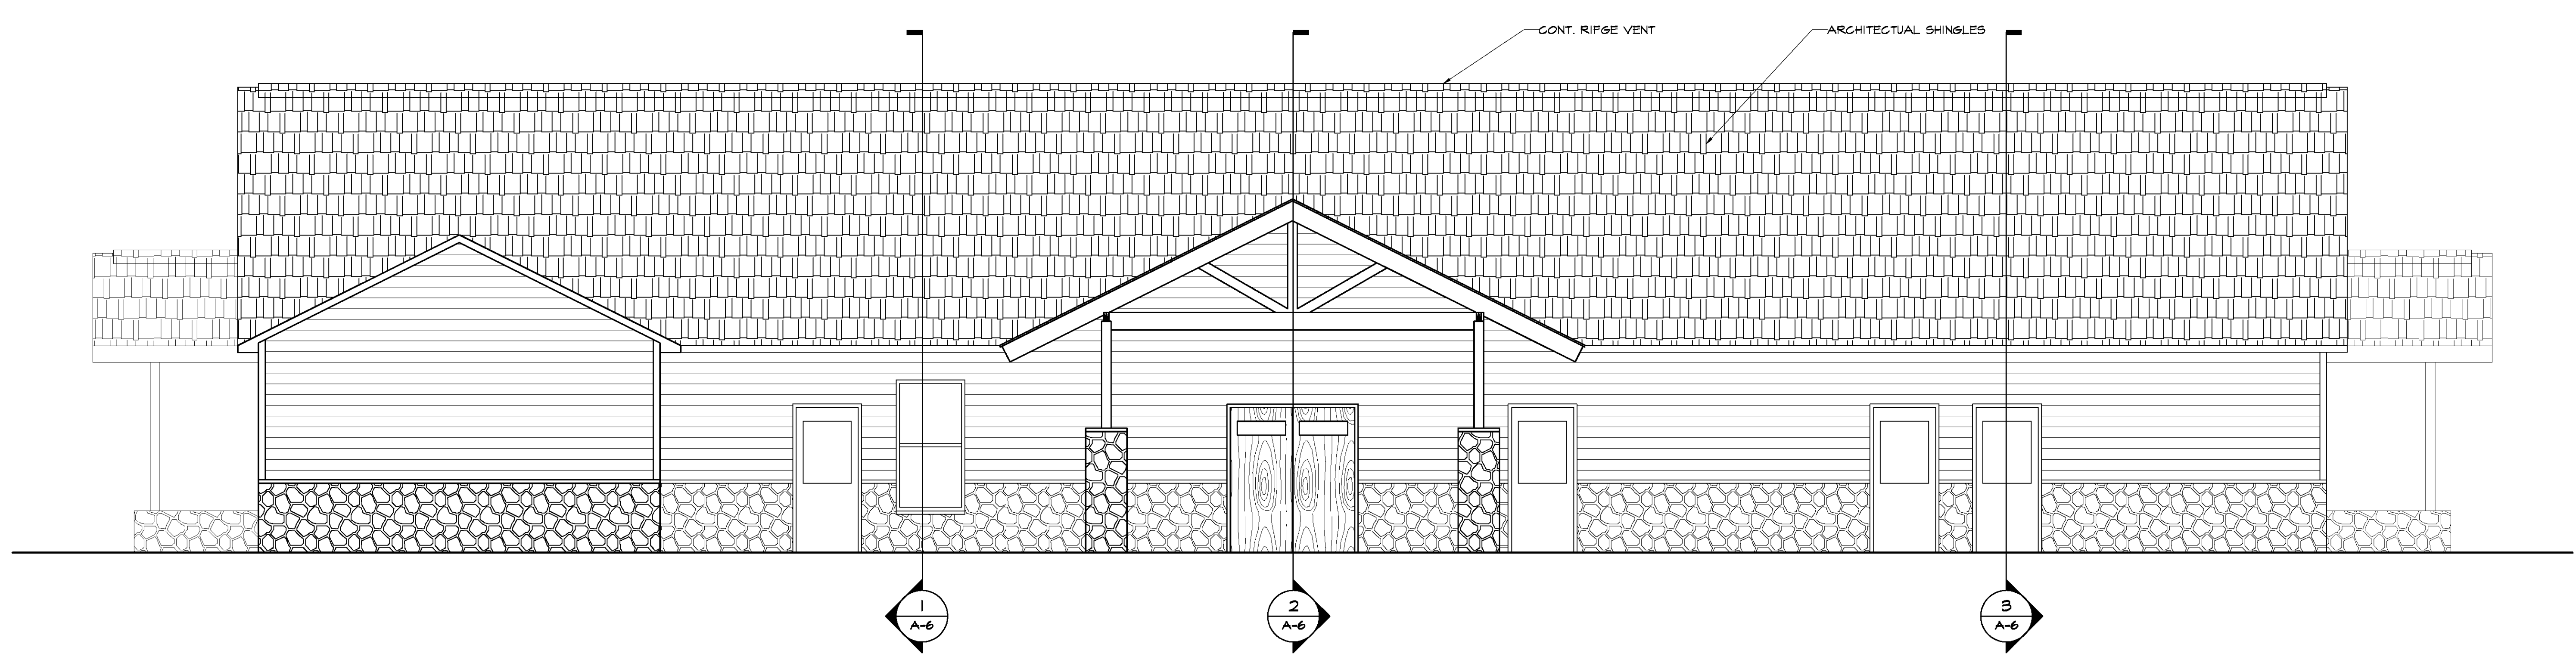 CONT. RIFGE VENT
ARCHITECTUAL SHINGLES
1
A-6
2
A-6
3
A-6